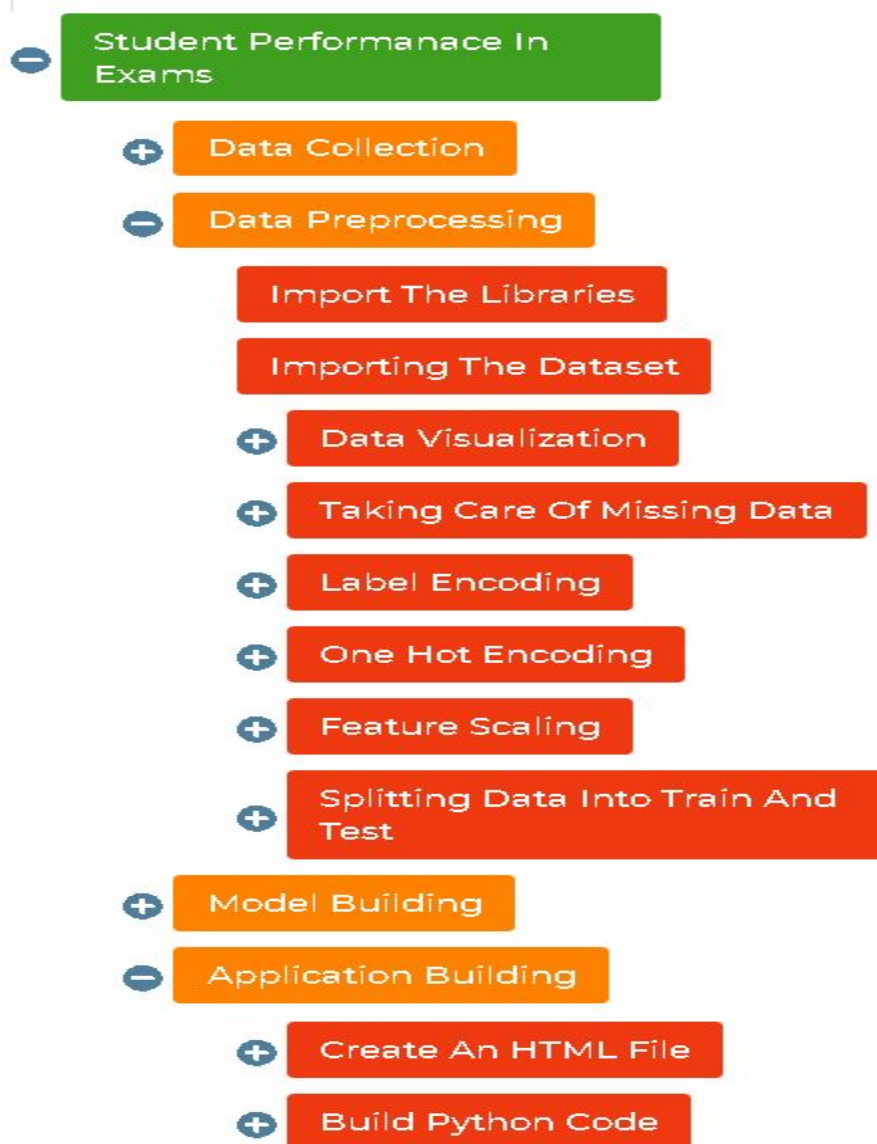 Student Performanace In
Exams
Data Collection
Data Preprocessing
Import The Libraries
Importing The Dataset
Data Visualization
Taking Care Of Missing Data
Label Encoding
One Hot Encoding
Feature Scaling
Splitting Data Into Train And
Test
Model Building
Application Building
Create An HTML File
Build Python Code